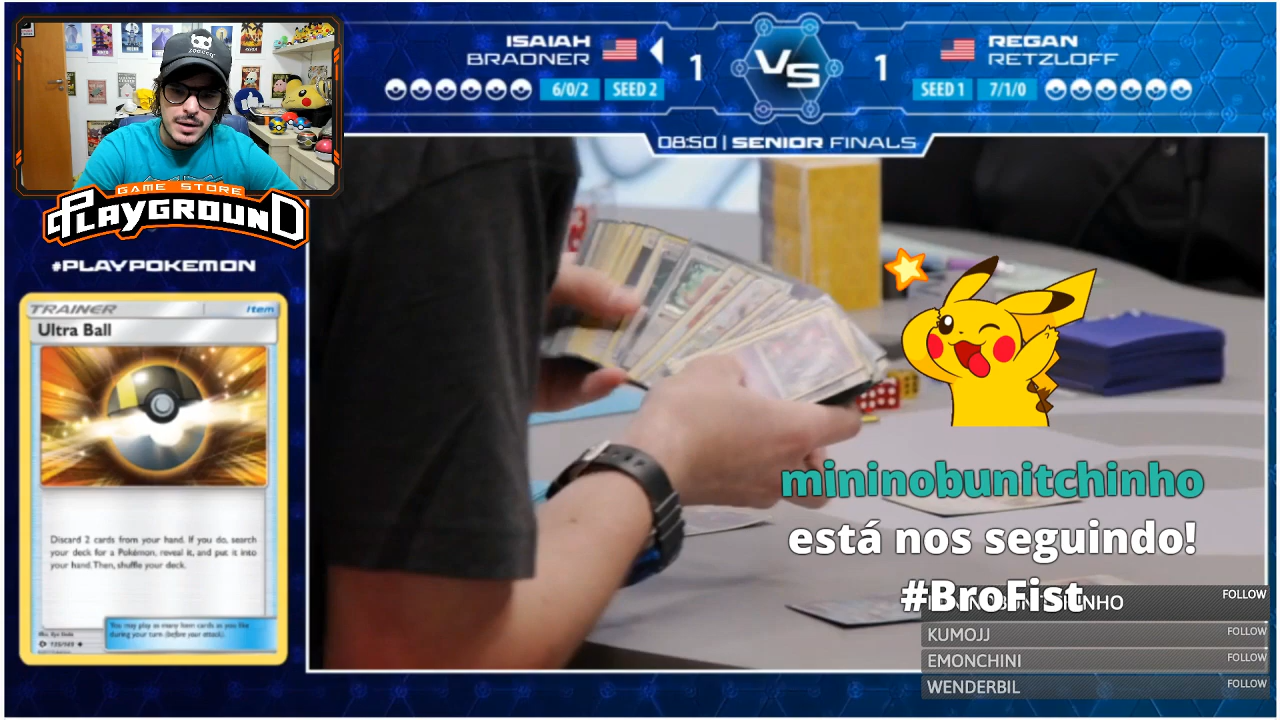 GAME STORE
PLAYGROUND
#PLAYPOKEMON
ISAIAH
BRADNER
6/0/2
SEED 2
1
VS
1
REGAN
RETZLOFF
SEED 1
7/1/0
08:50 | SENIOR FINALS
TRAINER Item
Ultra Ball
Discard 2 cards from your hand. If you do, search
your deck for a Pokémon, reveal it, and put it into
your hand. Then, shuffle your deck.
You may play as many Item cards as you like
during your turn (before your attack).
mininobunitchinho
está nos seguindo!
#BroFist
FOLLOW
KUMOJJ FOLLOW
EMONCHINI FOLLOW
WENDERBIL FOLLOW